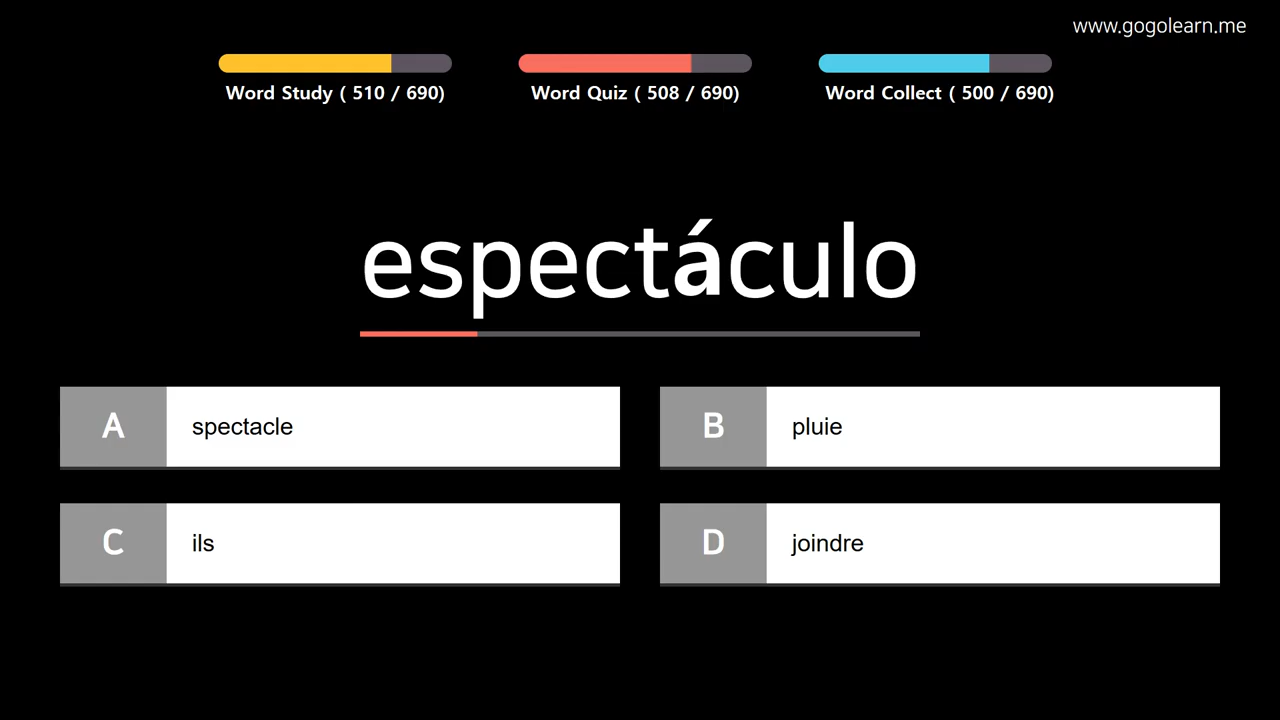 www.gogolearn.me
Word Study ( 510 / 690)
Word Quiz ( 508 / 690)
Word Collect ( 500 / 690)
espectáculo
A spectacle
B pluie
C ils
D joindre